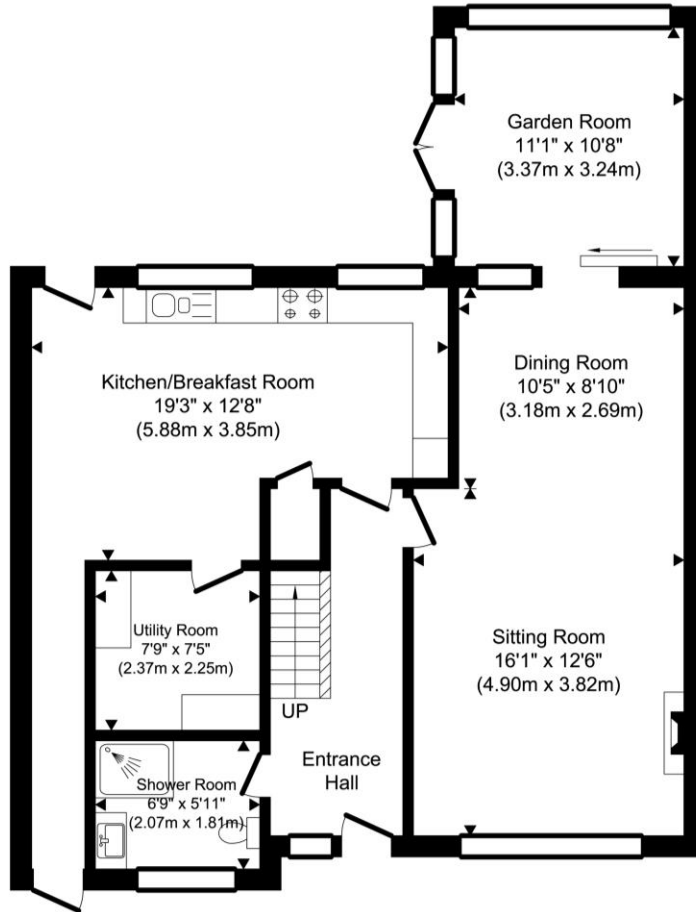 Garden Room
11'1" x 10'8"
(3.37m x 3.24m)
Kitchen/Breakfast Room
19'3" x 12'8"
(5.88m x 3.85m)
Dining Room
10'5" x 8'10"
(3.18m x 2.69m)
Utility Room
7'9" x 7'5"
(2.37m x 2.25m)
Sitting Room
16'1" x 12'6"
(4.90m x 3.82m)
UP
Entrance
Hall
Shower Room
6'9" x 5'11"
(2.07m x 1.81m)